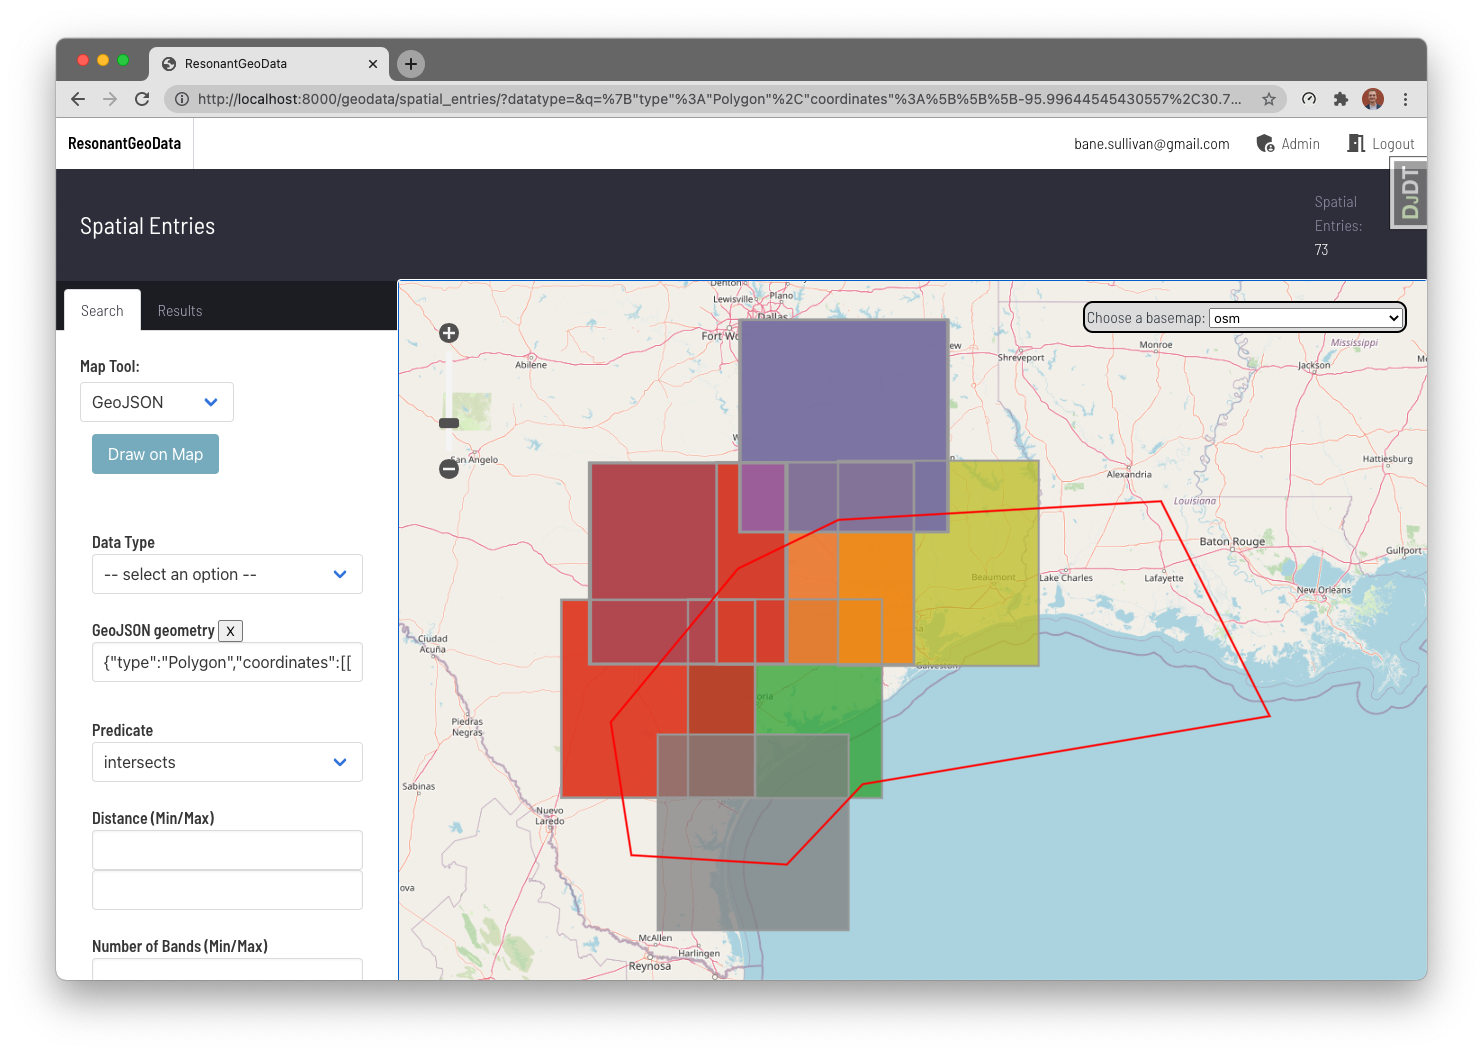 ResonantGeoData
http://localhost:8000/geodata/spatial_entries/?datatype=&q=%7B"type"%3A"Polygon"%2C"coordinates"%3A%5B%5B%5B-95.99644545430557%2C30.7...
ResonantGeoData
bane.sullivan@gmail.com
Admin
Logout
DJDT
Spatial Entries
Spatial
Entries:
73
Search
Results
Map Tool:
GeoJSON
Draw on Map
Data Type
-- select an option --
GeoJSON geometry
X
{"type":"Polygon","coordinates":[[
Predicate
intersects
Distance (Min/Max)
Number of Bands (Min/Max)
Choose a basemap:
osm
Denton
Lewisville
Plano
Dallas
Fort Wo
Abilene
Shreveport
Monroe
Mississippi
Jackson
San Angelo
Hattiesburg
Alexandria
Louisiana
Baton Rouge
Gulfport
Beaumont
Lake Charles
Lafayette
New Orleans
Ciudad
Acuña
Galveston
Piedras
Negras
Sabinas
Nuevo
Laredo
ova
McAllen
Harlingen
Reynosa